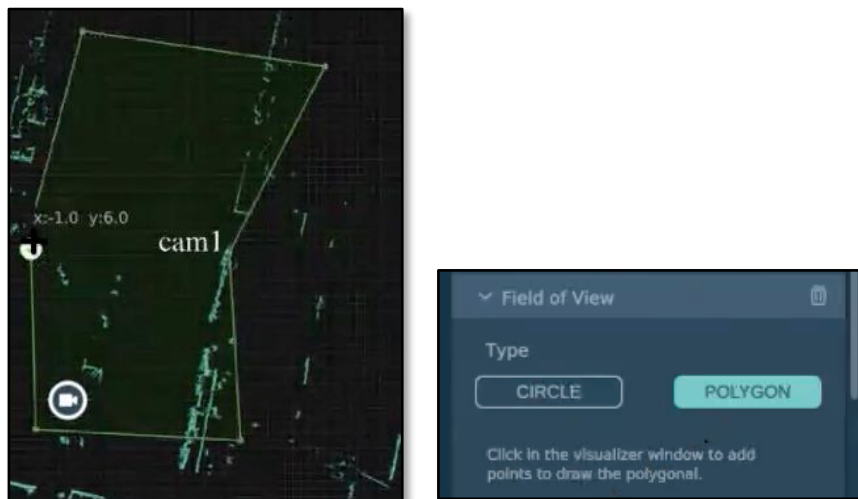 x:-1.0 y:6.0
cam1
Field of View
Type
CIRCLE
POLYGON
Click in the visualizer window to add
points to draw the polygonal.